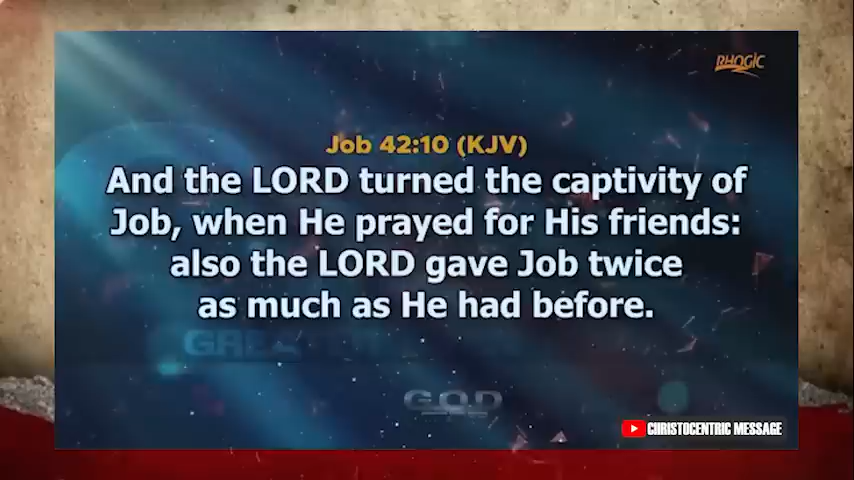 RHOGIC
Job 42:10 (KJV)
And the LORD turned the captivity of
Job, when He prayed for His friends:
also the LORD gave Job twice
as much as He had before.
GOD
CHRISTOCENTRIC MESSAGE